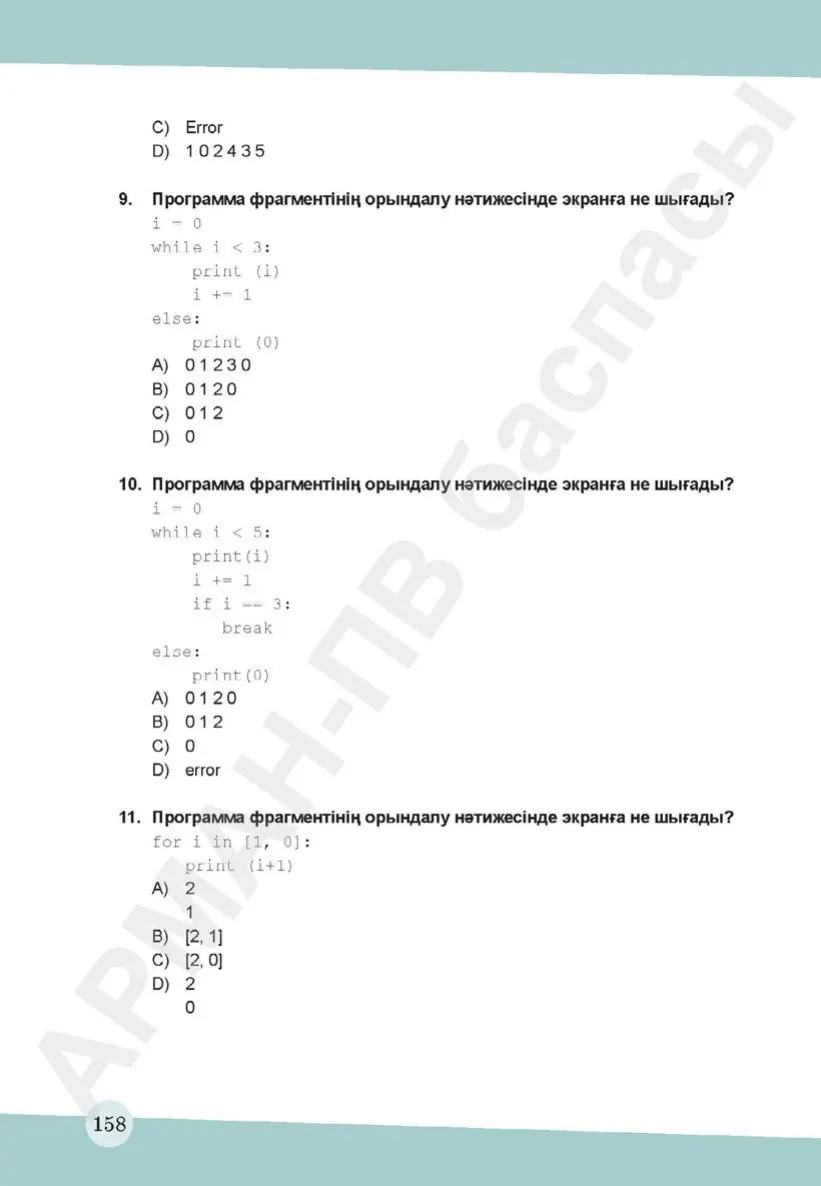 C) Error
D) 1 0 2 4 3 5
9. Программа фрагментінің орындалу нәтижесінде экранға не шығады?
i = 0
while i < 3:
print (i)
i += 1
else:
print (0)
A) 0 1 2 3 0
B) 0 1 2 0
C) 0 1 2
D) 0
10. Программа фрагментінің орындалу нәтижесінде экранға не шығады?
i = 0
while i < 5:
print(i)
i += 1
if i == 3:
break
else:
print(0)
A) 0 1 2 0
B) 0 1 2
C) 0
D) error
11. Программа фрагментінің орындалу нәтижесінде экранға не шығады?
for i in [1, 0]:
print (i+1)
A) 2
1
B) [2, 1]
C) [2, 0]
D) 2
0
158
АРМАН-ПВ баспасы